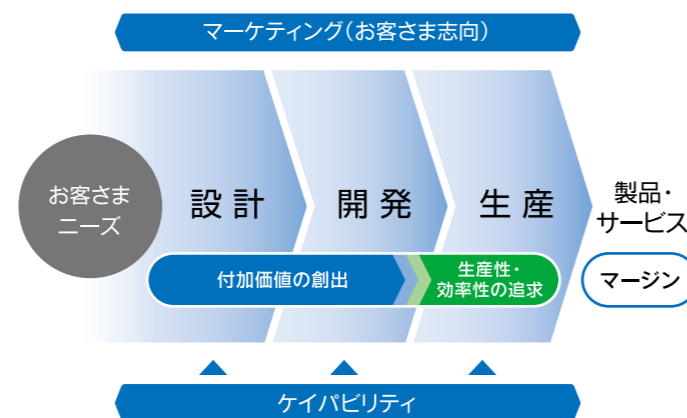 マーケティング（お客さま志向）
お客さま
ニーズ
設計
開発
生産
製品・
サービス
付加価値の創出
生産性・
効率性の追求
マージン
ケイパビリティ